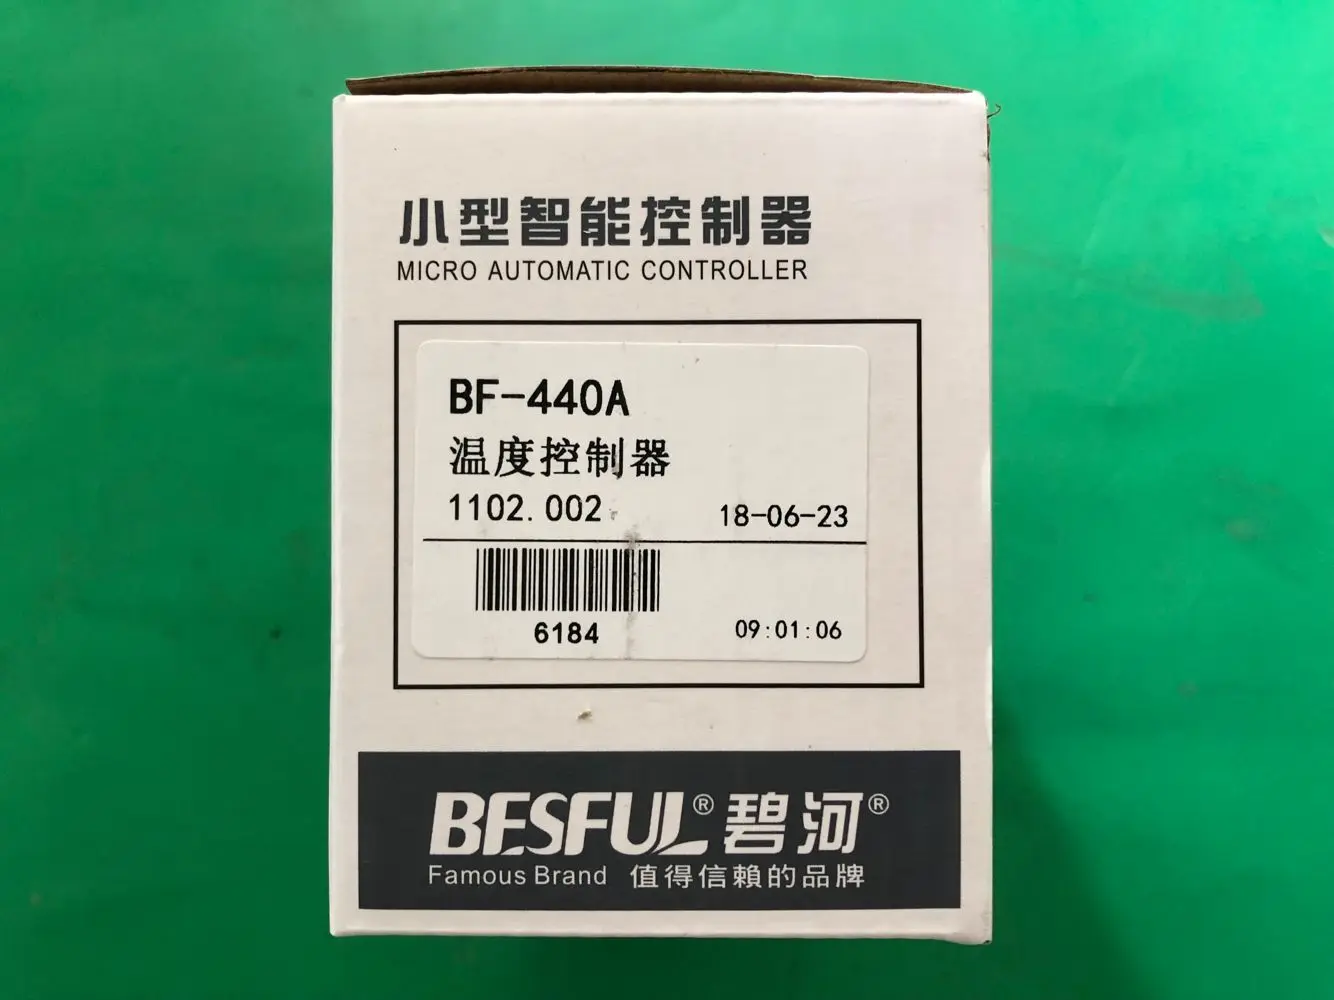 小型智能控制器
MICRO AUTOMATIC CONTROLLER
BF-440A
温度控制器
1102.002
18-06-23
6184
09:01:06
BESFUL® 碧河®
Famous Brand 值得信賴的品牌